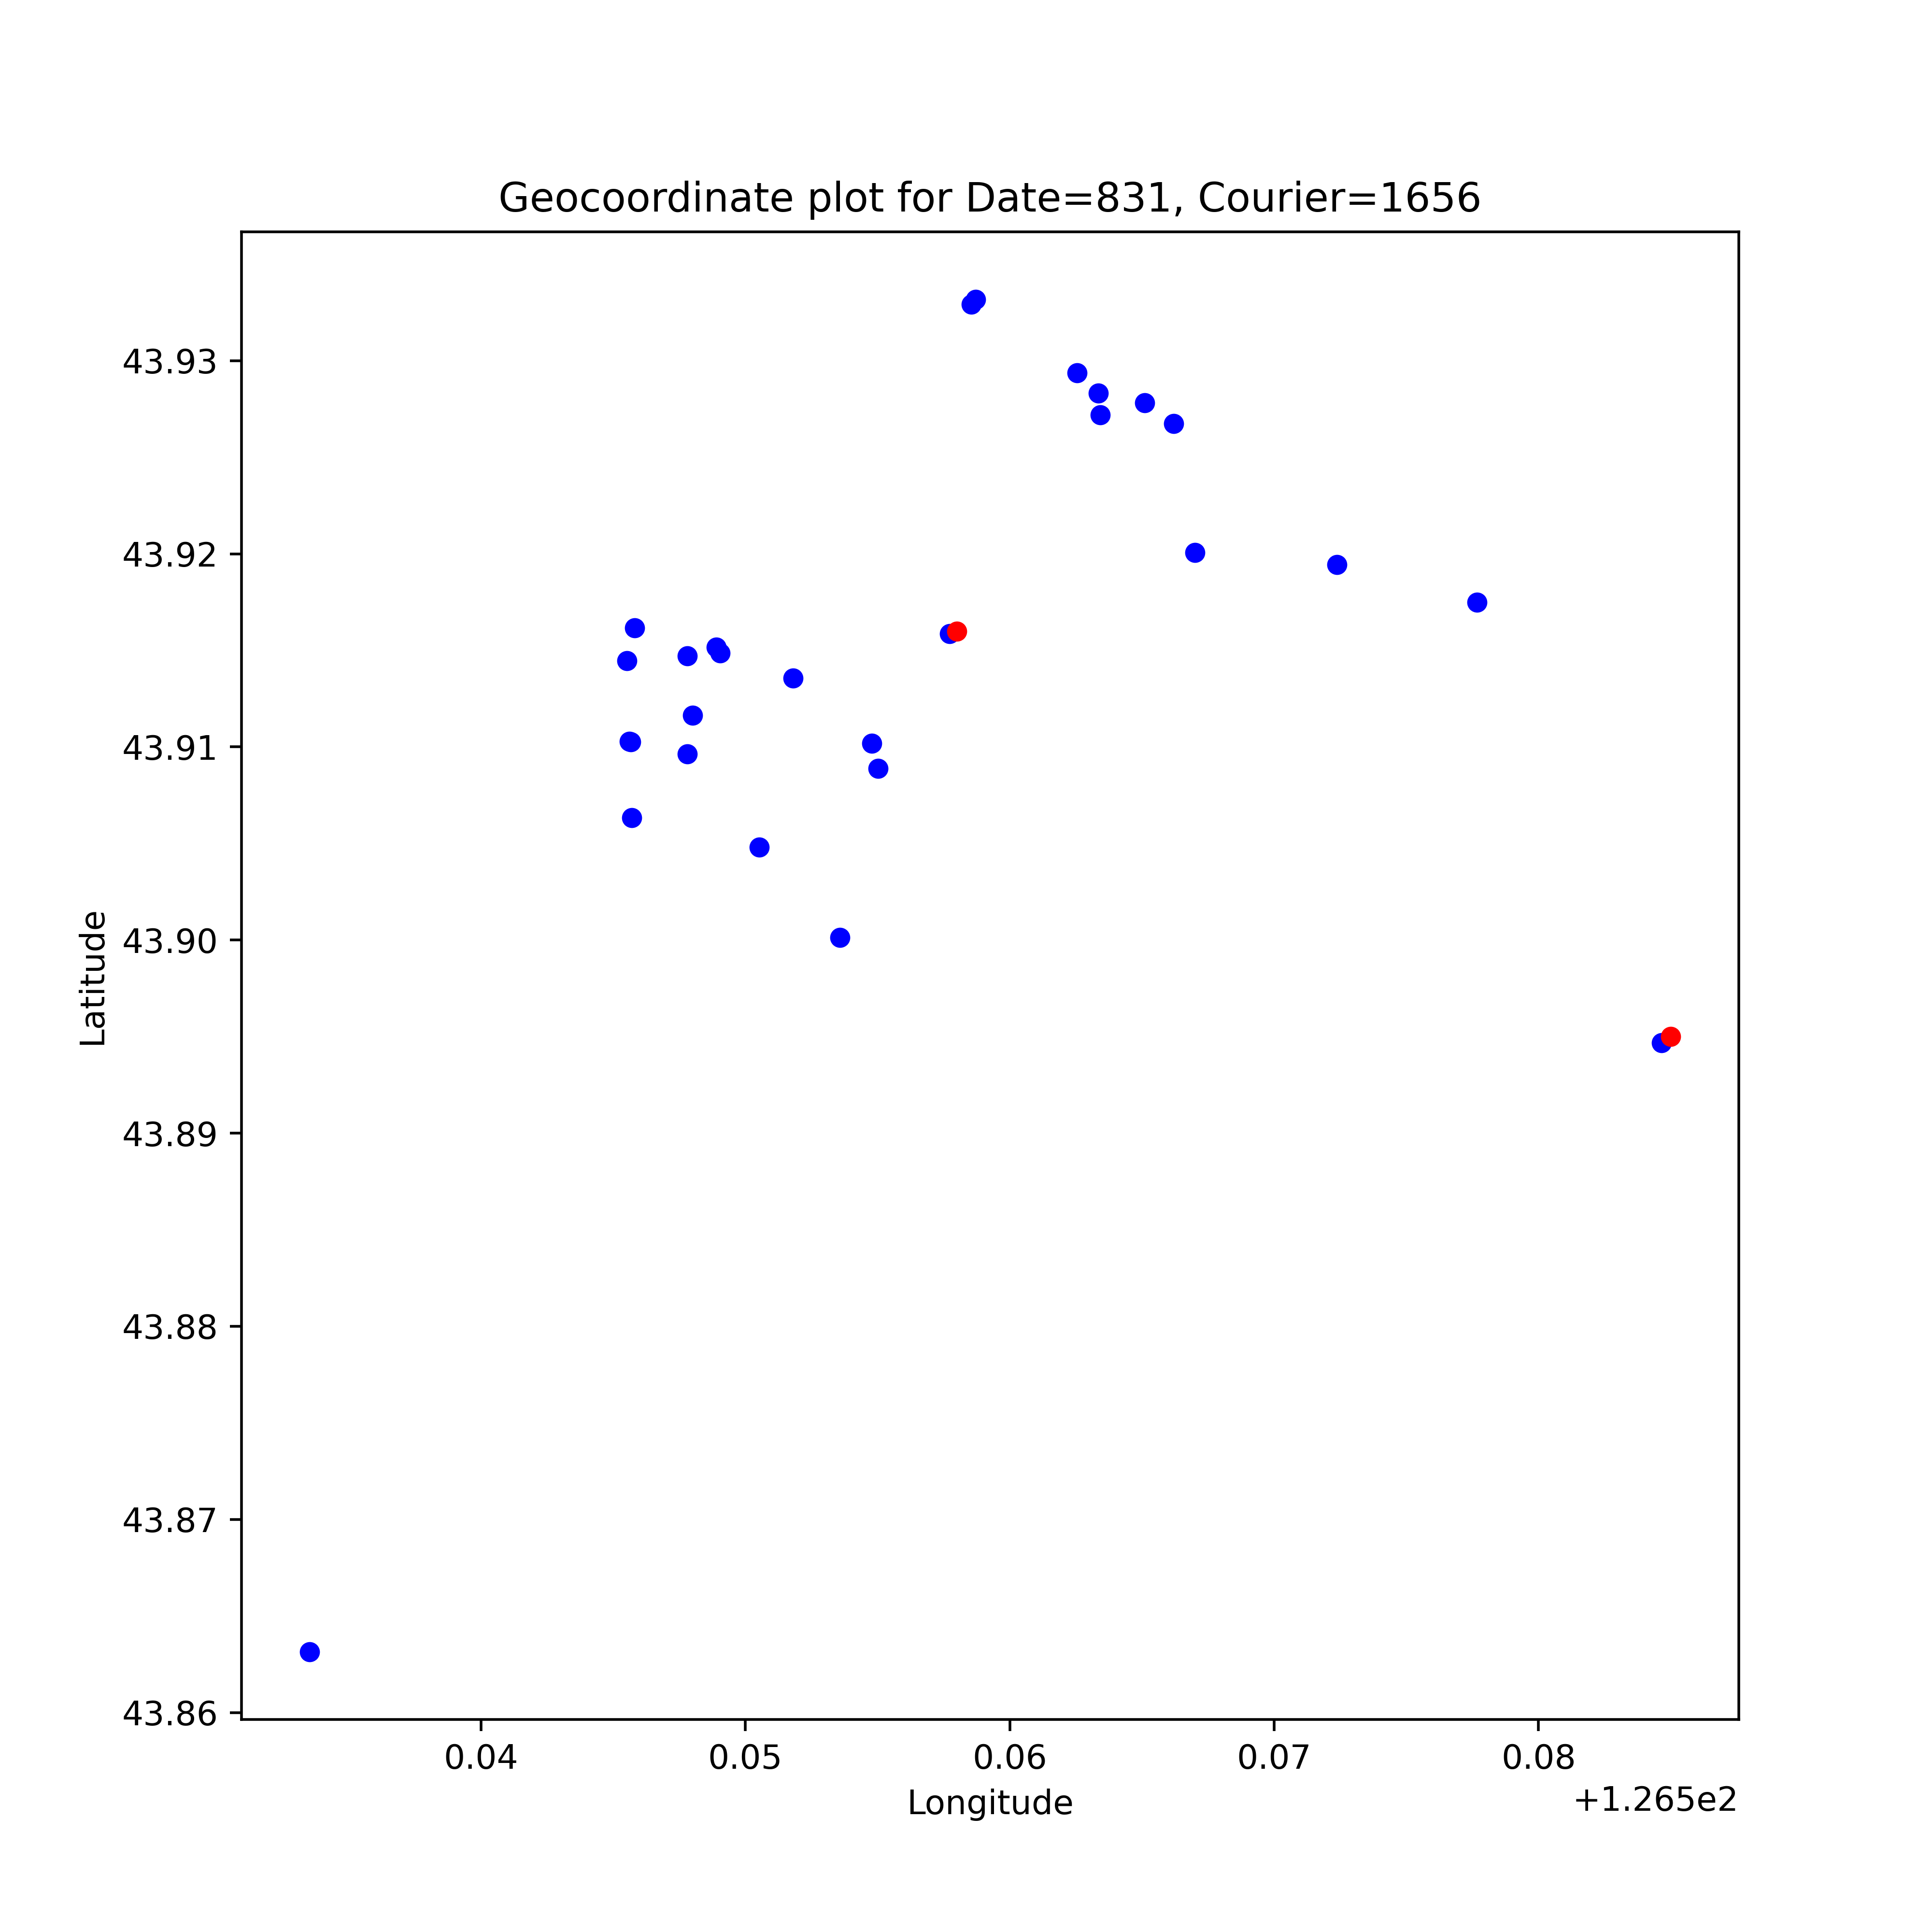 Geocoordinate plot for Date=831, Courier=1656
43.93
43.92
43.91
43.90
43.89
43.88
43.87
43.86
Latitude
0.04 0.05 0.06 0.07 0.08
Longitude
+1.265e2